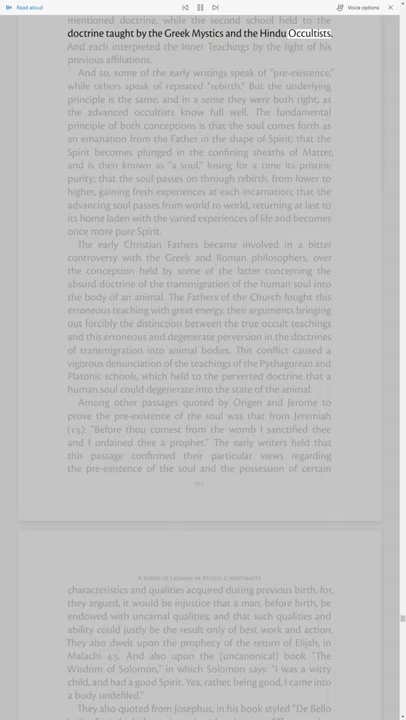 Read aloud
Voice options
mentioned doctrine, while the second school held to the
doctrine taught by the Greek Mystics and the Hindu Occultists.
And each interpreted the Inner Teachings by the light of his
previous affiliations.
And so, some of the early writings speak of "pre-existence,"
while others speak of repeated "rebirth." But the underlying
principle is the same, and in a sense they were both right, as
the advanced occultists know full well. The fundamental
principle of both conceptions is that the soul comes forth as
an emanation from the Father in the shape of Spirit; that the
Spirit becomes plunged in the confining sheaths of Matter,
and is then known as "a soul," losing for a time its pristine
purity; that the soul passes on through rebirth, from lower to
higher, gaining fresh experiences at each incarnation; that the
advancing soul passes from world to world, returning at last to
its home laden with the varied experiences of life and becomes
once more pure Spirit.
The early Christian Fathers became involved in a bitter
controversy with the Greek and Roman philosophers, over
the conception held by some of the latter concerning the
absurd doctrine of the transmigration of the human soul into
the body of an animal. The Fathers of the Church fought this
erroneous teaching with great energy, their arguments bringing
out forcibly the distinction between the true occult teachings
and this erroneous and degenerate perversion in the doctrines
of transmigration into animal bodies. This conflict caused a
vigorous denunciation of the teachings of the Pythagorean and
Platonic schools, which held to the perverted doctrine that a
human soul could degenerate into the state of the animal.
Among other passages quoted by Origen and Jerome to
prove the pre-existence of the soul was that from Jeremiah
(1:5): "Before thou comest from the womb I sanctified thee
and I ordained thee a prophet." The early writers held that
this passage confirmed their particular views regarding
the pre-existence of the soul and the possession of certain
A SERIES OF LESSONS IN MYSTIC CHRISTIANITY
characteristics and qualities acquired during previous birth, for,
they argued, it would be injustice that a man, before birth, be
endowed with uncarnal qualities; and that such qualities and
ability could justly be the result only of best work and action.
They also dwelt upon the prophecy of the return of Elijah, in
Malachi 4:5. And also upon the (uncanonical) book "The
Wisdom of Solomon," in which Solomon says: "I was a witty
child, and had a good Spirit. Yea, rather, being good, I came into
a body undefiled."
They also quoted from Josephus, in his book styled "De Bello